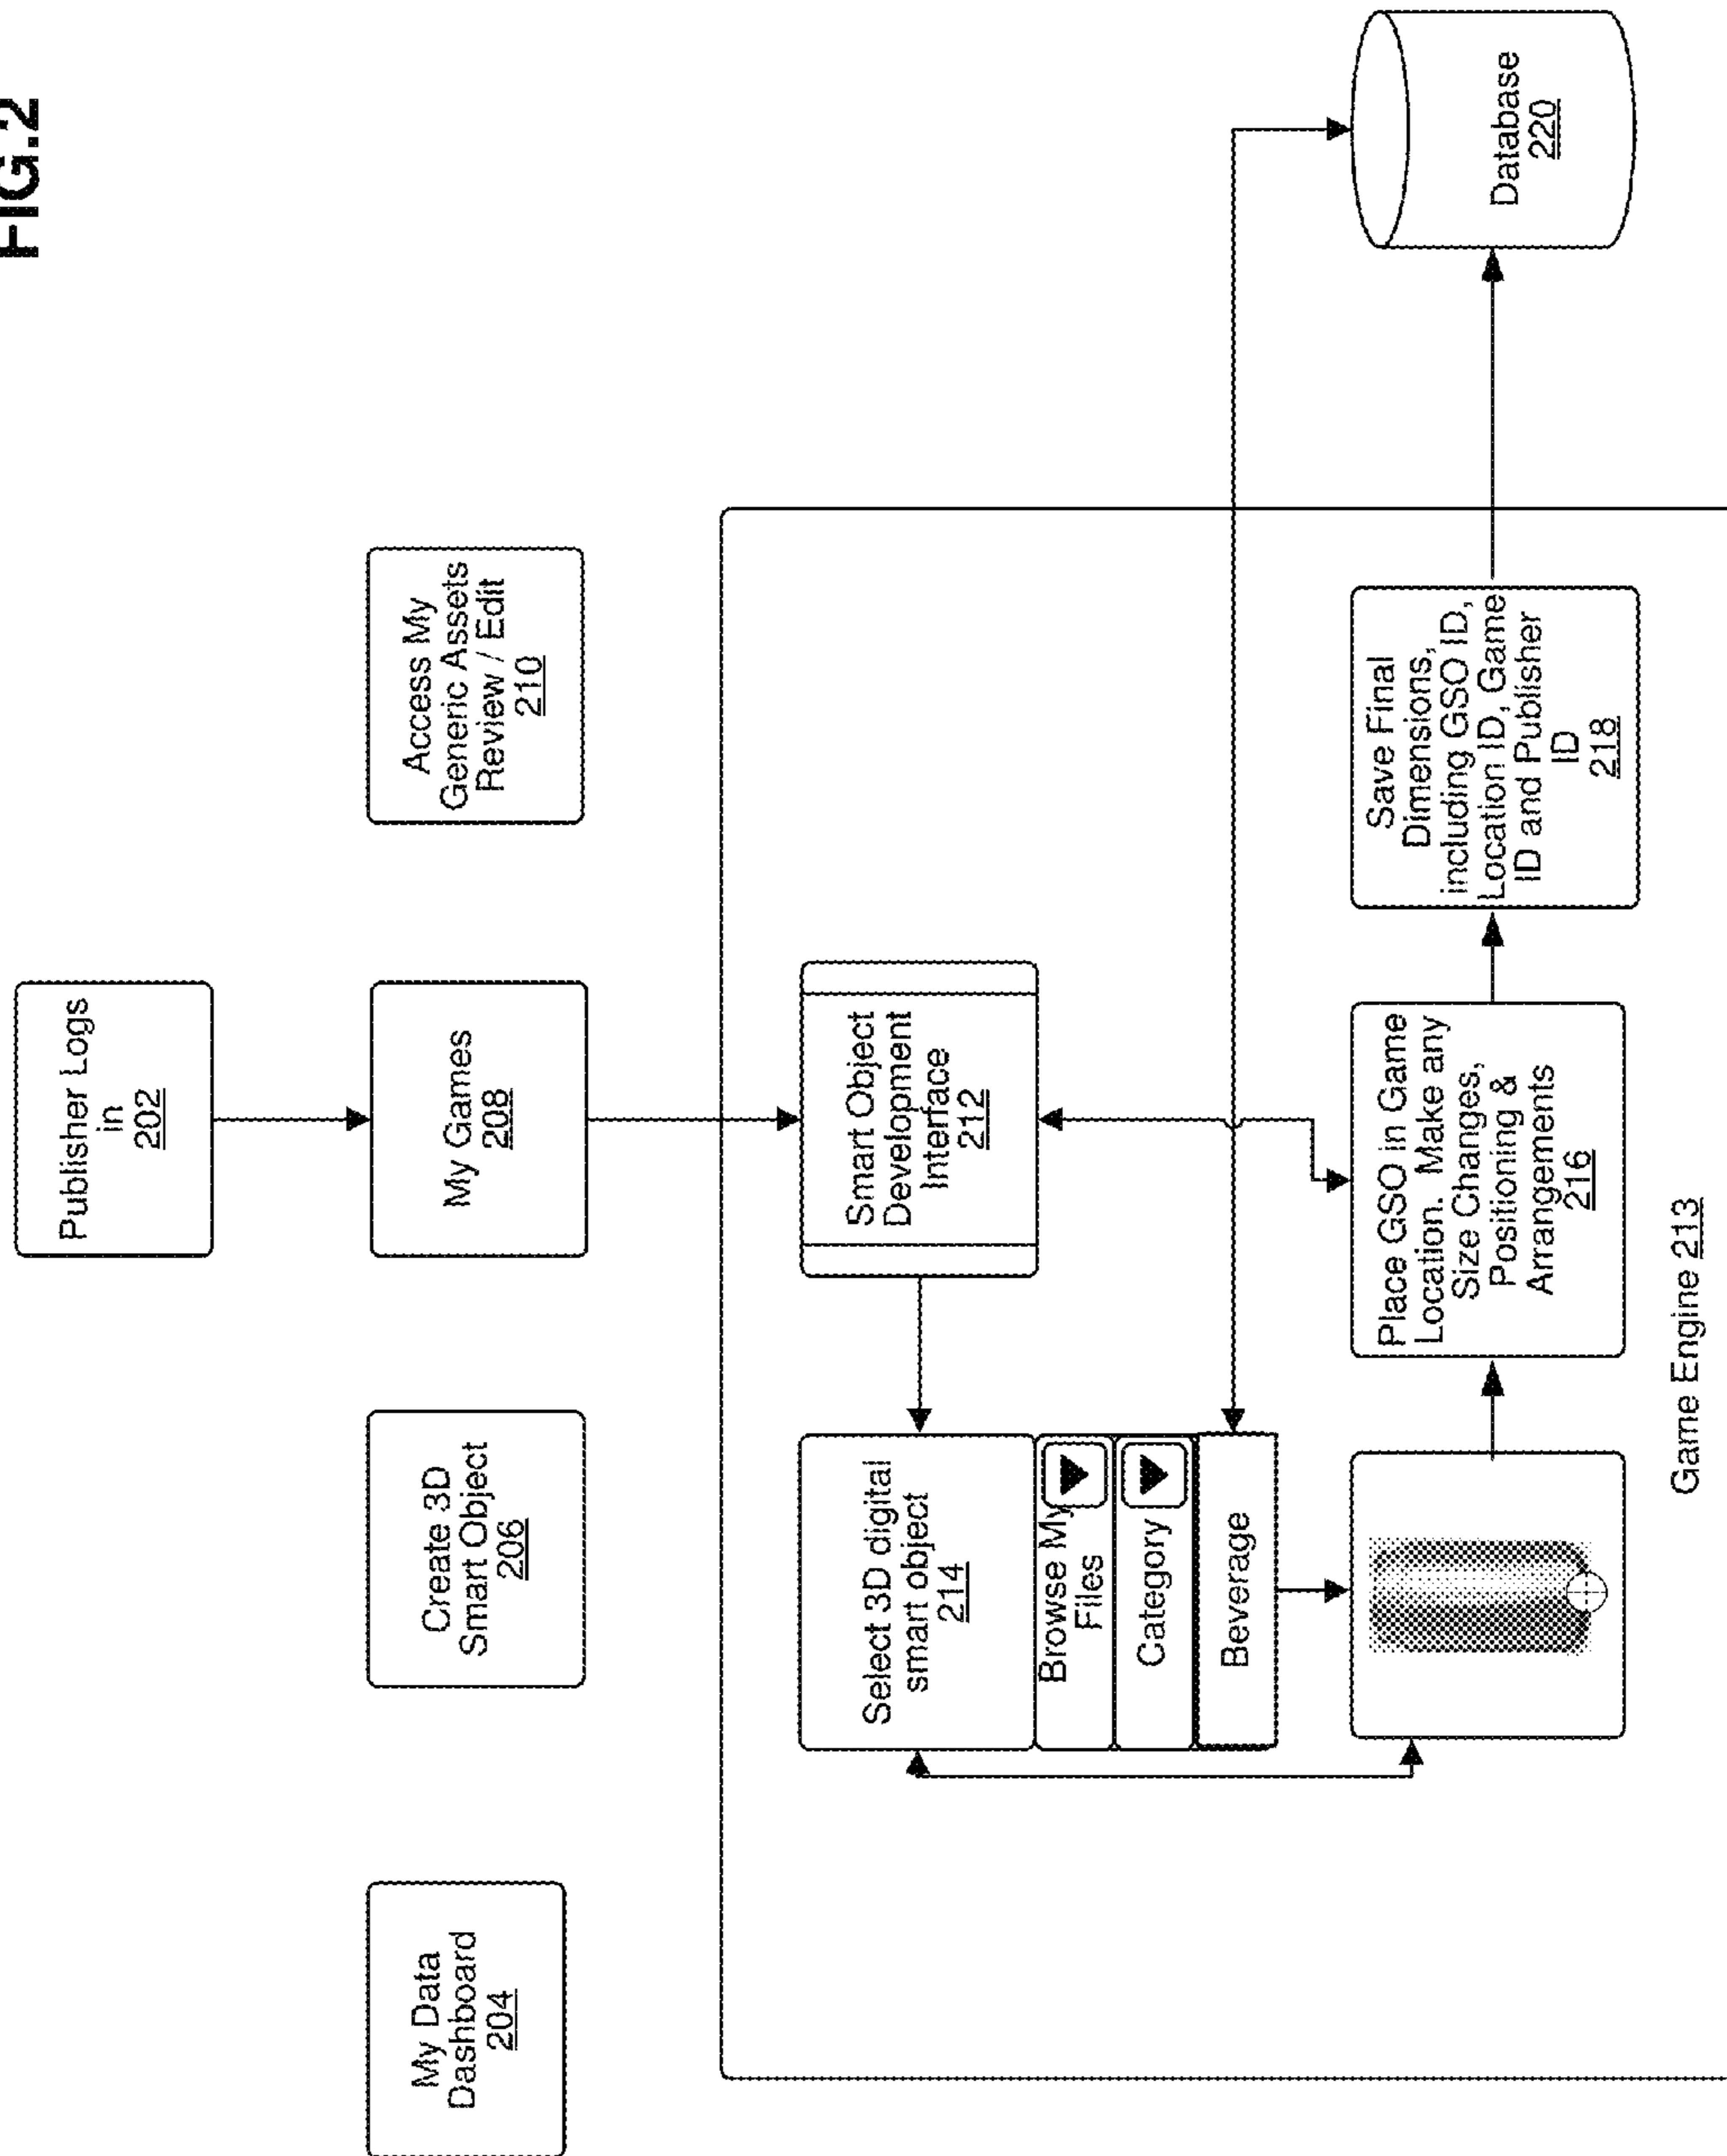 FIG.2
Publisher Logs
in
202
My Data
Dashboard
204
Create 3D
Smart Object
206
My Games
208
Access My
Generic Assets
Review / Edit
210
Smart Object
Development
Interface
212
Select 3D digital
smart object
214
Browse My
Files
Category
Beverage
Place GSO in Game
Location. Make any
Size Changes,
Positioning &
Arrangements
216
Save Final
Dimensions,
including GSO ID,
Location ID, Game
ID and Publisher
ID
218
Database
220
Game Engine 213